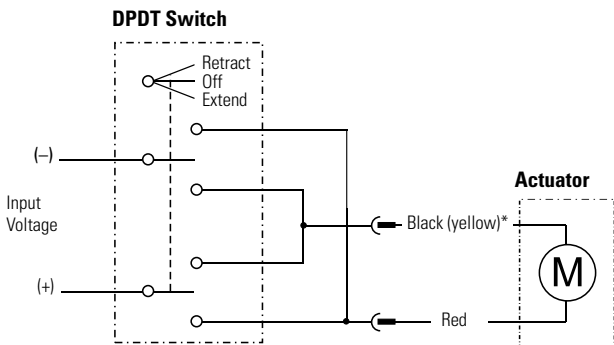 DPDT Switch
Retract
Off
Extend
(–)
Input
Voltage
(+)
Black (yellow)*
Red
Actuator
M